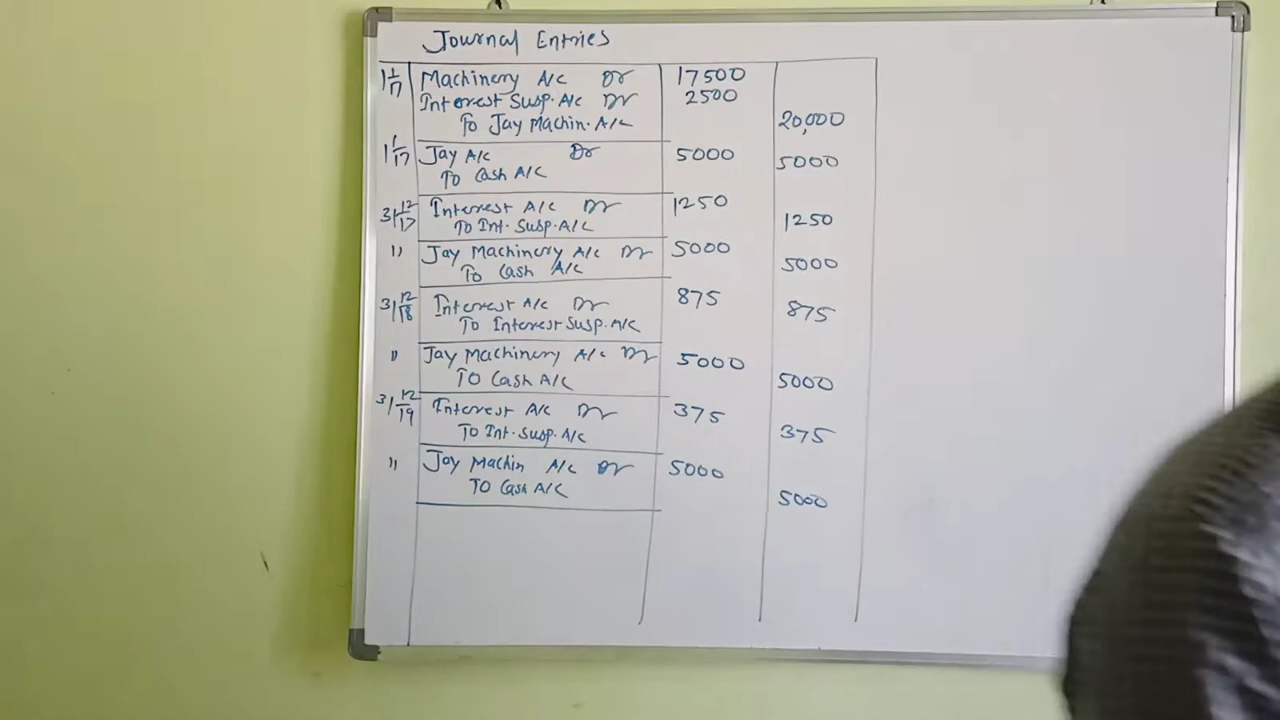 Journal Entries
1/1/17 Machinery A/c Dr 17500
Interest Susp. A/c Dr 2500
To Jay Machin. A/c 20,000
1/1/17 Jay A/c Dr 5000 5000
To Cash A/c
31/12/17 Interest A/c Dr 1250
To Int. Susp. A/c 1250
" Jay Machinery A/c Dr 5000
To Cash A/c 5000
31/12/18 Interest A/c Dr 875
To Interest Susp. A/c 875
" Jay Machinery A/c Dr 5000
To Cash A/c 5000
31/12/19 Interest A/c Dr 375
To Int. Susp. A/c 375
" Jay Machin A/c Dr 5000
To Cash A/c 5000